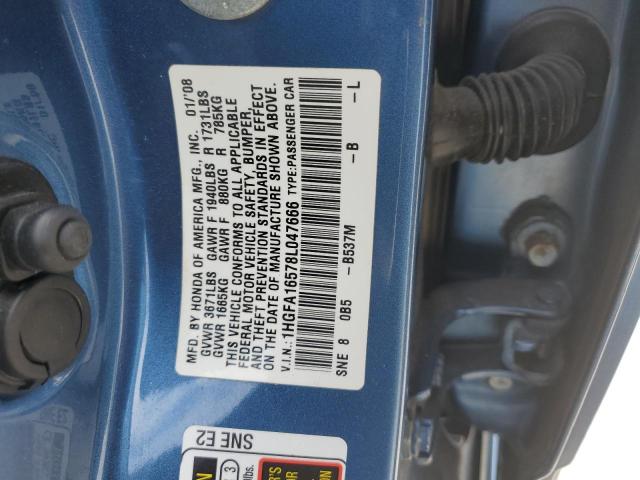 MFD. BY HONDA OF AMERICA MFG., INC. 01/'08
GVWR 3671LBS GAWR F 1940LBS R 1731LBS
GVWR 1665KG GAWR F 880KG R 785KG
THIS VEHICLE CONFORMS TO ALL APPLICABLE
FEDERAL MOTOR VEHICLE SAFETY, BUMPER,
AND THEFT PREVENTION STANDARDS IN EFFECT
ON THE DATE OF MANUFACTURE SHOWN ABOVE.
V.I.N.: 1HGFA16578L047666 TYPE:PASSENGER CAR
SNE 8 0B5 -B537M -B -L
SNE E2
3
lbs.